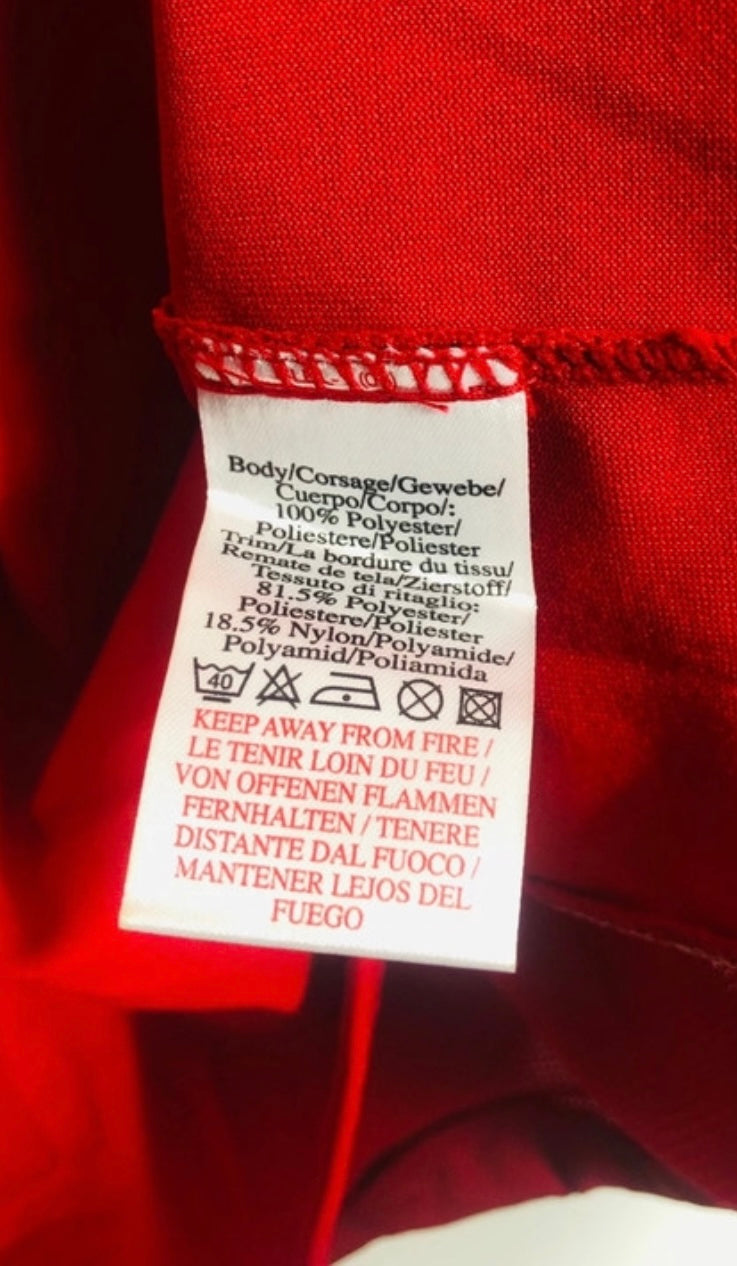 Body/Corsage/Gewebe/
Cuerpo/Corpo/:
100% Polyester/
Poliestere/Poliester
Trim/La bordure du tissu/
Remate de tela/Zierstoff/
Tessuto di ritaglio:
81.5% Polyester/
Poliestere/Poliester
18.5% Nylon/Polyamide/
Polyamid/Poliamida
40
KEEP AWAY FROM FIRE /
LE TENIR LOIN DU FEU /
VON OFFENEN FLAMMEN
FERNHALTEN / TENERE
DISTANTE DAL FUOCO /
MANTENER LEJOS DEL
FUEGO